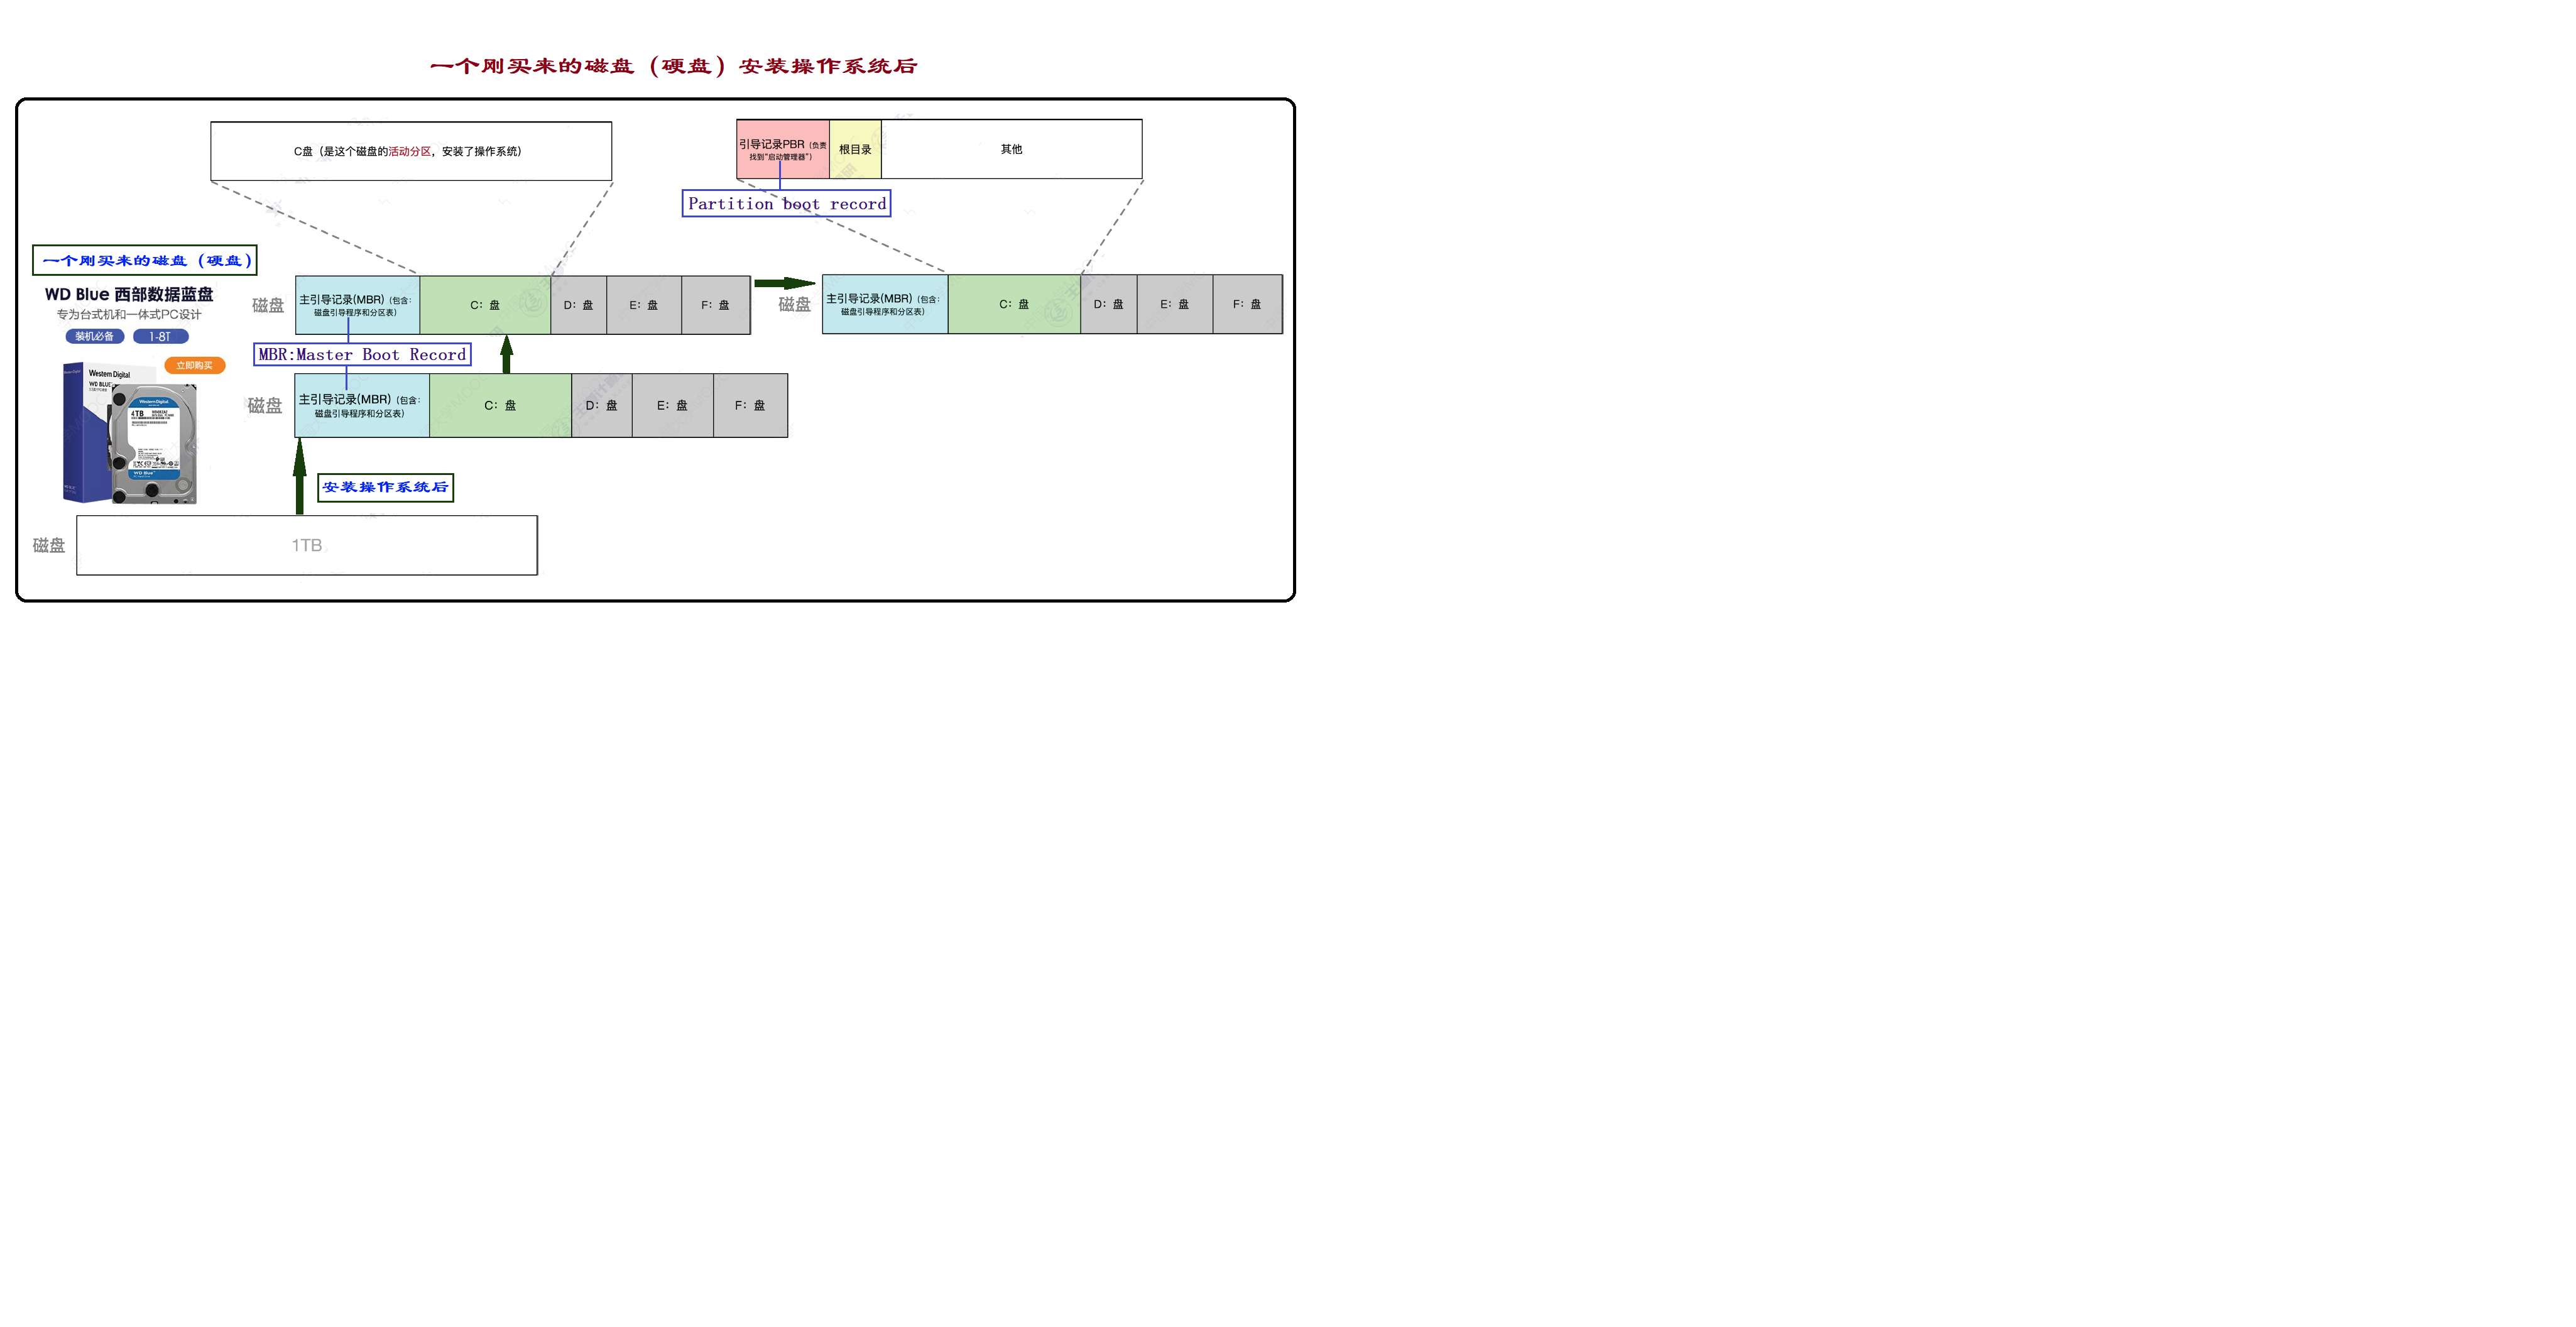 一个刚买来的磁盘（硬盘）安装操作系统后
C盘（是这个磁盘的活动分区，安装了操作系统）
引导记录PBR（负责
找到“启动管理器”）
根目录
其他
Partition boot record
一个刚买来的磁盘（硬盘）
WD Blue 西部数据蓝盘
专为台式机和一体式PC设计
装机必备
1-8T
立即购买
Western Digital
WD BLUE
Western Digital
4TB
WD Blue
磁盘
主引导记录(MBR)（包含：
磁盘引导程序和分区表）
C：盘
D：盘
E：盘
F：盘
磁盘
主引导记录(MBR)（包含：
磁盘引导程序和分区表）
C：盘
D：盘
E：盘
F：盘
MBR:Master Boot Record
磁盘
主引导记录(MBR)（包含：
磁盘引导程序和分区表）
C：盘
D：盘
E：盘
F：盘
安装操作系统后
磁盘
1TB